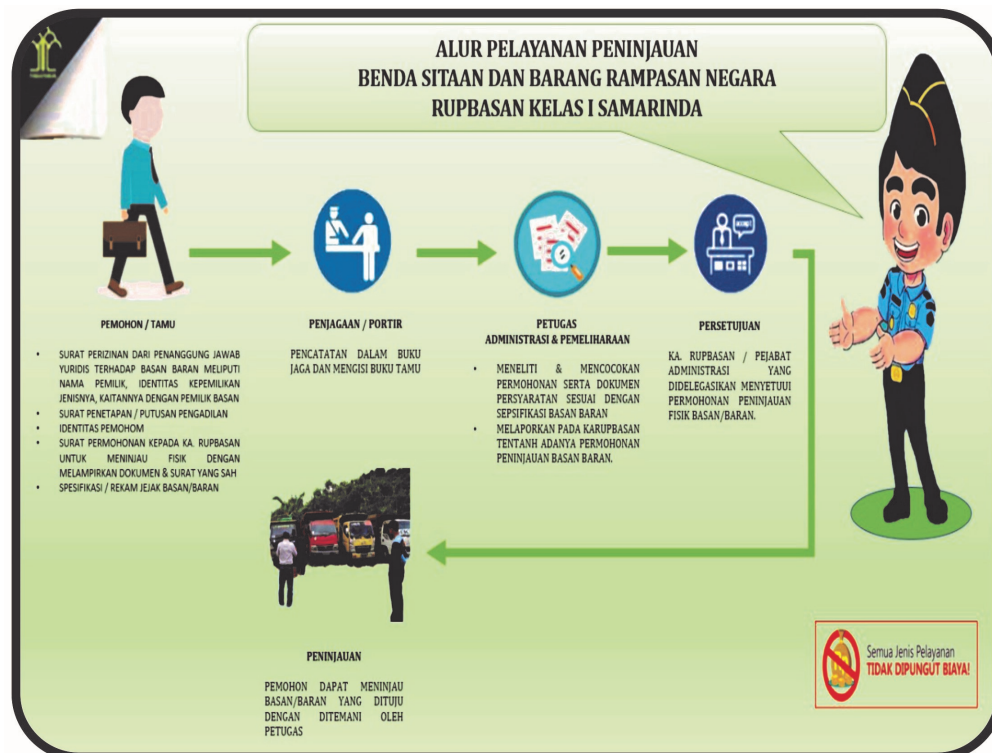 ALUR PELAYANAN PENINJAUAN
BENDA SITAAN DAN BARANG RAMPASAN NEGARA
RUPBASAN KELAS I SAMARINDA
PEMOHON / TAMU
• SURAT PERIZINAN DARI PENANGGUNG JAWAB
YURIDIS TERHADAP BASAN BARAN MELIPUTI
NAMA PEMILIK, IDENTITAS KEPEMILIKAN
JENISNYA, KAITANNYA DENGAN PEMILIK BASAN
• SURAT PENETAPAN / PUTUSAN PENGADILAN
• IDENTITAS PEMOHOM
• SURAT PERMOHONAN KEPADA KA. RUPBASAN
UNTUK MENINJAU FISIK DENGAN
MELAMPIRKAN DOKUMEN & SURAT YANG SAH
• SPESIFIKASI / REKAM JEJAK BASAN/BARAN
PENJAGAAN / PORTIR
PENCATATAN DALAM BUKU
JAGA DAN MENGISI BUKU TAMU
PETUGAS
ADMINISTRASI & PEMELIHARAAN
• MENELITI & MENCOCOKAN
PERMOHONAN SERTA DOKUMEN
PERSYARATAN SESUAI DENGAN
SEPSIFIKASI BASAN BARAN
• MELAPORKAN PADA KARUPBASAN
TENTANH ADANYA PERMOHONAN
PENINJAUAN BASAN BARAN.
PERSETUJUAN
KA. RUPBASAN / PEJABAT
ADMINISTRASI YANG
DIDELEGASIKAN MENYETUUI
PERMOHONAN PENINJAUAN
FISIK BASAN/BARAN.
PENINJAUAN
PEMOHON DAPAT MENINJAU
BASAN/BARAN YANG DITUJU
DENGAN DITEMANI OLEH
PETUGAS
Semua Jenis Pelayanan
TIDAK DIPUNGUT BIAYA!